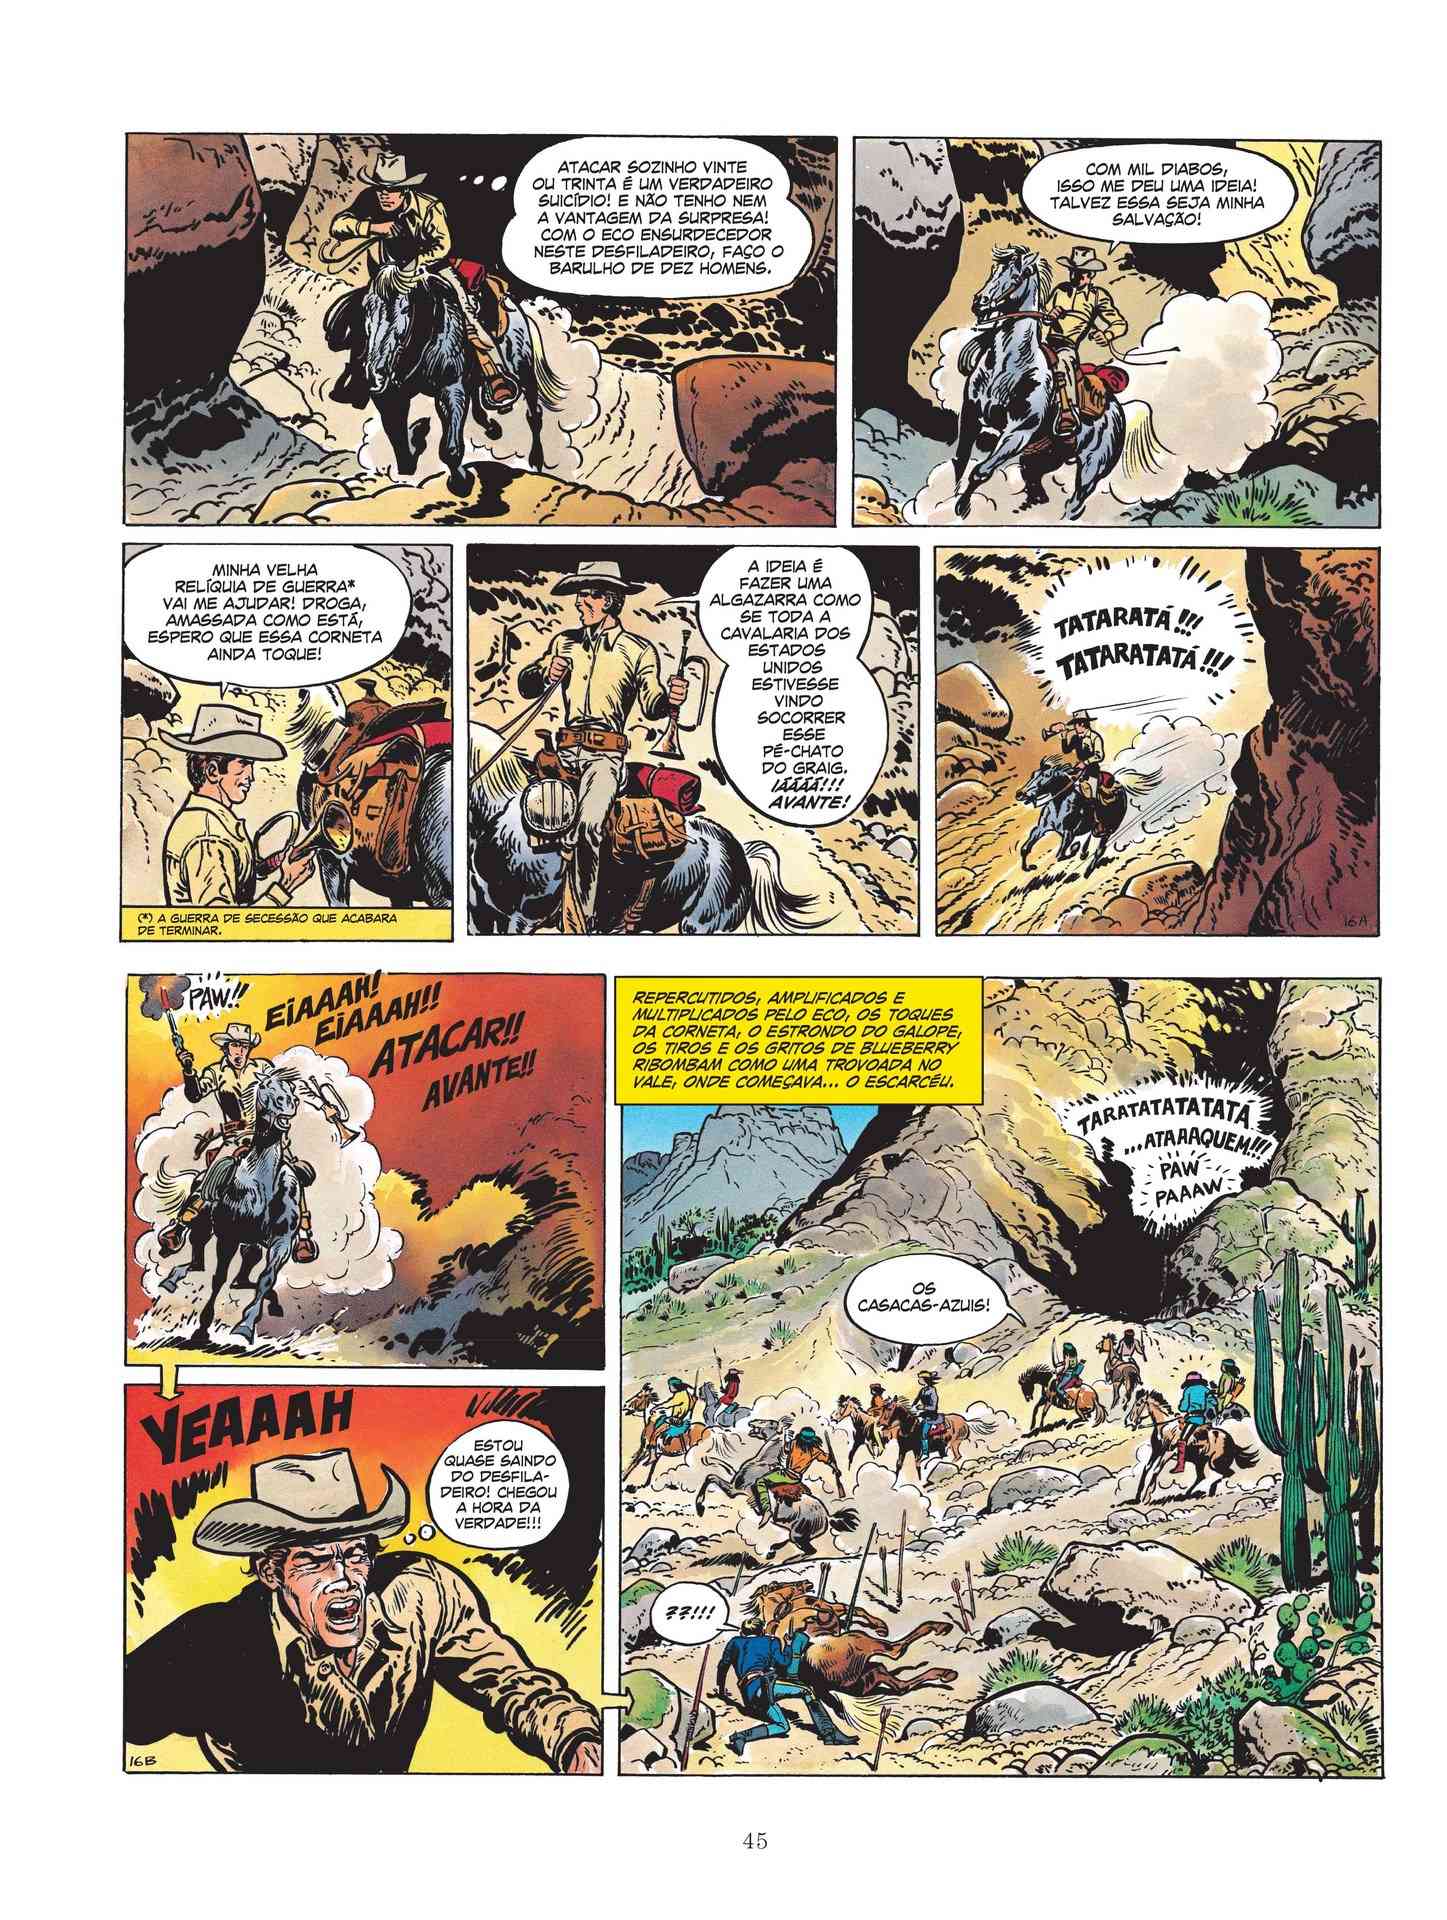 ATACAR SOZINHO VINTE
OU TRINTA É UM VERDADEIRO
SUICÍDIO! E NÃO TENHO NEM
A VANTAGEM DA SURPRESA!
COM O ECO ENSURDECEDOR
NESTE DESFILADEIRO, FAÇO O
BARULHO DE DEZ HOMENS.
COM MIL DIABOS,
ISSO ME DEU UMA IDEIA!
TALVEZ ESSA SEJA MINHA
SALVAÇÃO!
MINHA VELHA
RELÍQUIA DE GUERRA*
VAI ME AJUDAR! DROGA,
AMASSADA COMO ESTÁ,
ESPERO QUE ESSA CORNETA
AINDA TOQUE!
(*) A GUERRA DE SECESSÃO QUE ACABARA
DE TERMINAR.
A IDEIA É
FAZER UMA
ALGAZARRA COMO
SE TODA A
CAVALARIA DOS
ESTADOS
UNIDOS
ESTIVESSE
VINDO
SOCORRER
ESSE
PÉ-CHATO
DO GRAIG.
IÁÁÁÁ!!!
AVANTE!
TATARATÁ!!!
TATARATATÁ!!!
16A
PAW!!
EÏAAAH!
EÏAAAH!!
ATACAR!!
AVANTE!!
YEAAAH
ESTOU
QUASE SAINDO
DO DESFILA-
DEIRO! CHEGOU
A HORA DA
VERDADE!!!
16B
REPERCUTIDOS, AMPLIFICADOS E
MULTIPLICADOS PELO ECO, OS TOQUES
DA CORNETA, O ESTRONDO DO GALOPE,
OS TIROS E OS GRITOS DE BLUEBERRY
RIBOMBAM COMO UMA TROVOADA NO
VALE, ONDE COMEÇAVA... O ESCARCÉU.
TARATATATATATÁ
...ATAAAQUEM!!!
PAW
PAAAW
OS
CASACAS-AZUIS!
??!!!
45